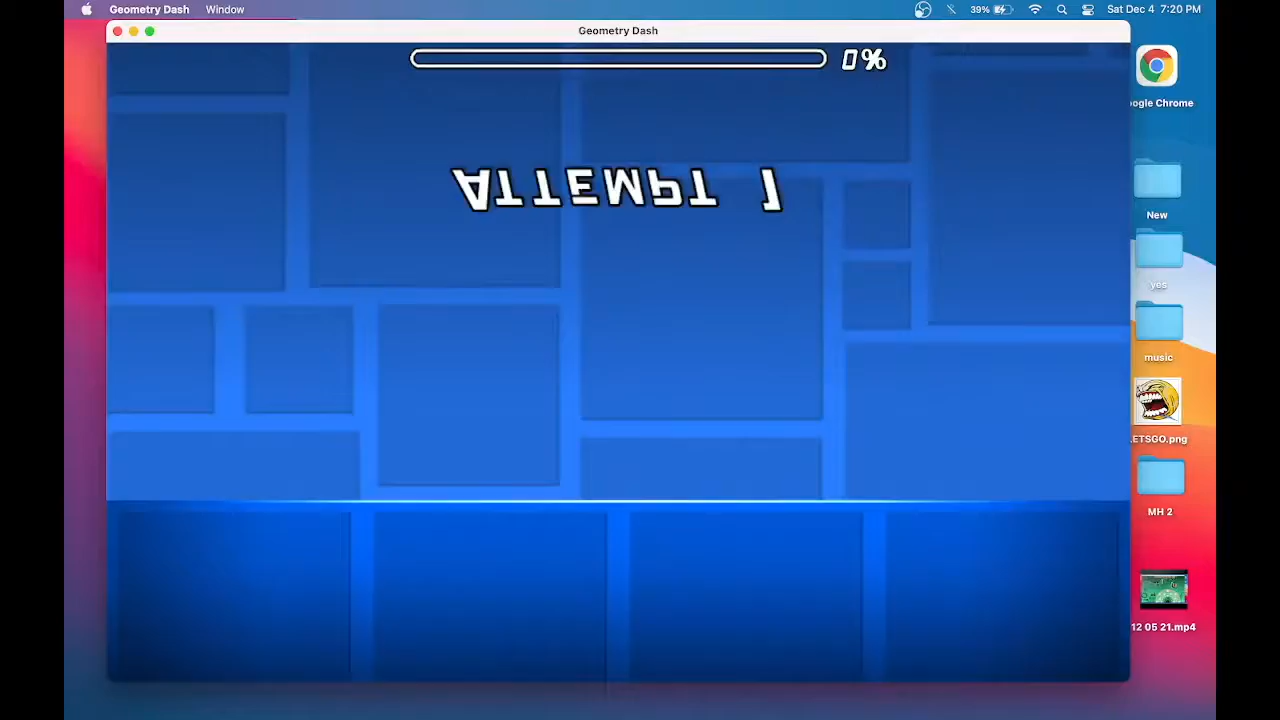 Geometry Dash Window 39% Sat Dec 4 7:20 PM
Geometry Dash
0%
ATTEMPT 1
ogle Chrome
New
yes
music
LETSGO.png
MH 2
12 05 21.mp4